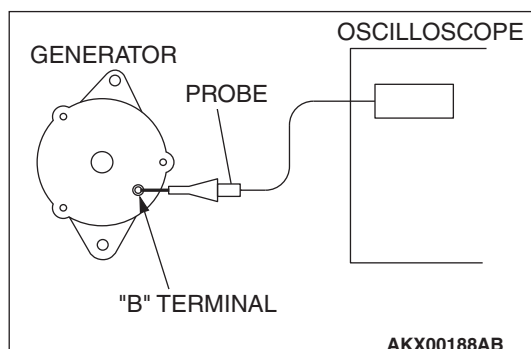 OSCILLOSCOPE
GENERATOR
PROBE
"B" TERMINAL
AKX00188AB